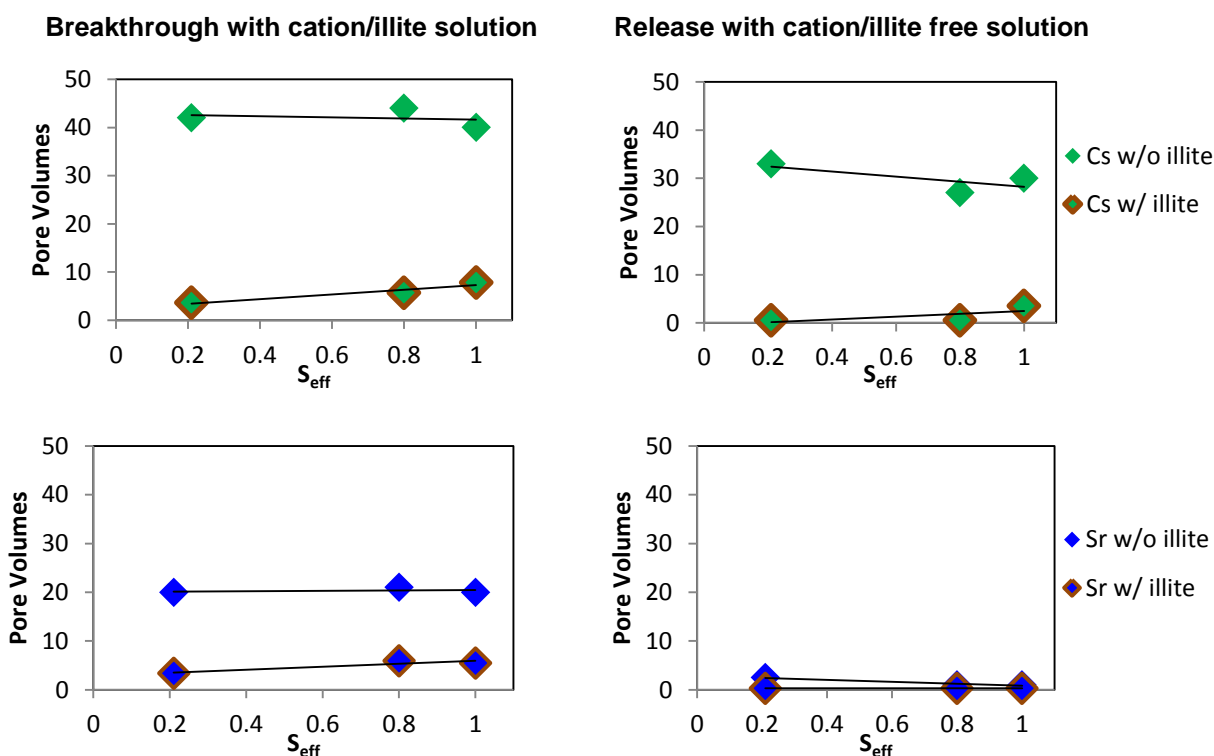 Breakthrough with cation/illite solution
Release with cation/illite free solution
Pore Volumes
50
40
30
20
10
0
0 0.2 0.4 0.6 0.8 1
Seff
Pore Volumes
50
40
30
20
10
0
0 0.2 0.4 0.6 0.8 1
Seff
Cs w/o illite
Cs w/ illite
Pore Volumes
50
40
30
20
10
0
0 0.2 0.4 0.6 0.8 1
Seff
Pore Volumes
50
40
30
20
10
0
0 0.2 0.4 0.6 0.8 1
Seff
Sr w/o illite
Sr w/ illite